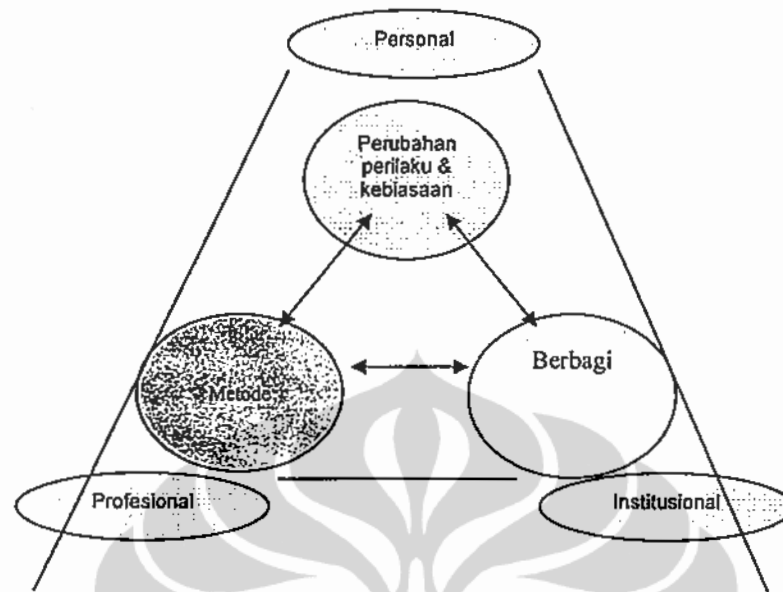 Personal
Perubahan
perilaku &
kebiasaan
Metode
Berbagi
Profesional
Institusional